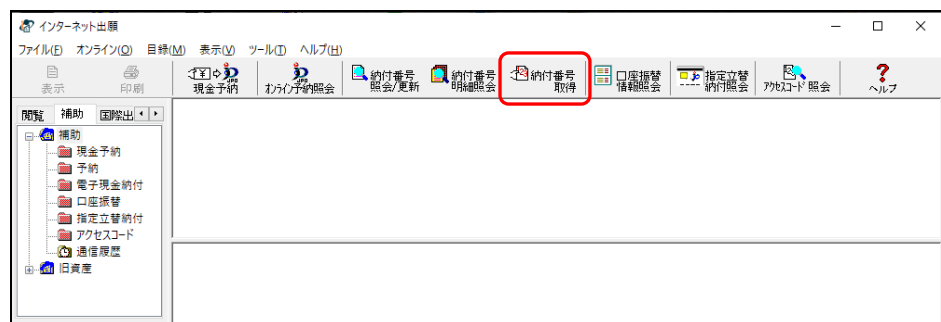 インターネット出願
ファイル(F) オンライン(O) 目録(M) 表示(V) ツール(T) ヘルプ(H)
表示
印刷
現金予納
オンライン予納照会
納付番号
照会/更新
納付番号
明細照会
納付番号
取得
口座振替
情報照会
指定立替
納付照会
アクセスコード照会
ヘルプ
閲覧 補助 国際出
補助
現金予納
予納
電子現金納付
口座振替
指定立替納付
アクセスコード
通信履歴
旧資産